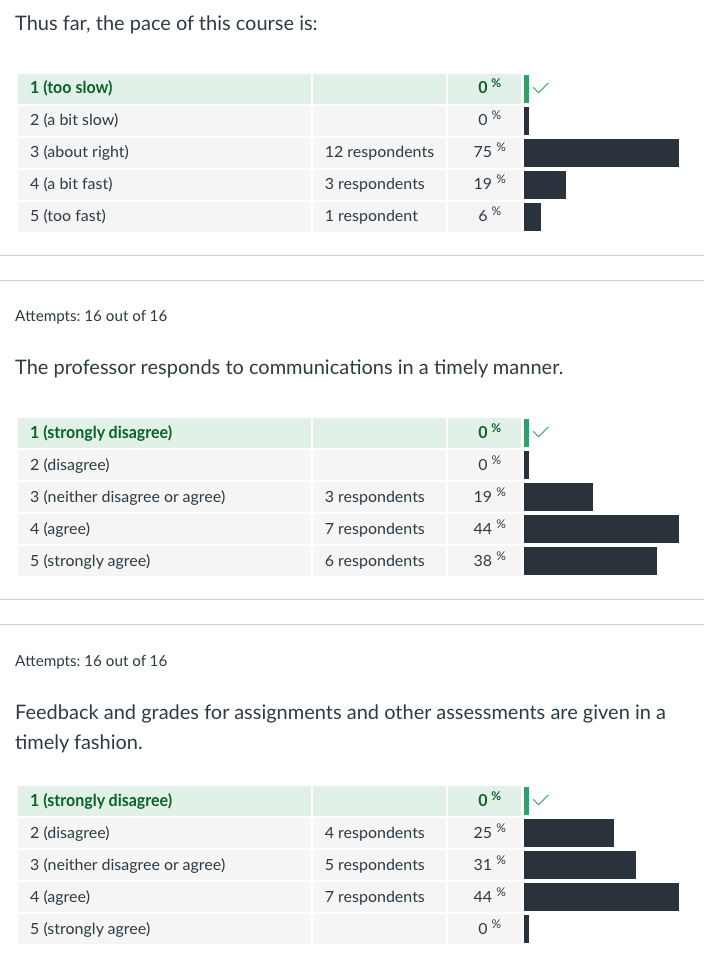 Thus far, the pace of this course is:
1 (too slow) 0 %
2 (a bit slow) 0 %
3 (about right) 12 respondents 75 %
4 (a bit fast) 3 respondents 19 %
5 (too fast) 1 respondent 6 %
Attempts: 16 out of 16
The professor responds to communications in a timely manner.
1 (strongly disagree) 0 %
2 (disagree) 0 %
3 (neither disagree or agree) 3 respondents 19 %
4 (agree) 7 respondents 44 %
5 (strongly agree) 6 respondents 38 %
Attempts: 16 out of 16
Feedback and grades for assignments and other assessments are given in a
timely fashion.
1 (strongly disagree) 0 %
2 (disagree) 4 respondents 25 %
3 (neither disagree or agree) 5 respondents 31 %
4 (agree) 7 respondents 44 %
5 (strongly agree) 0 %